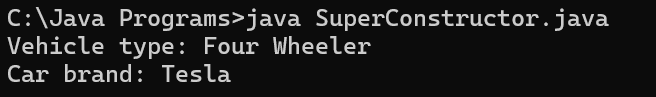 C:\Java Programs>java SuperConstructor.java
Vehicle type: Four Wheeler
Car brand: Tesla